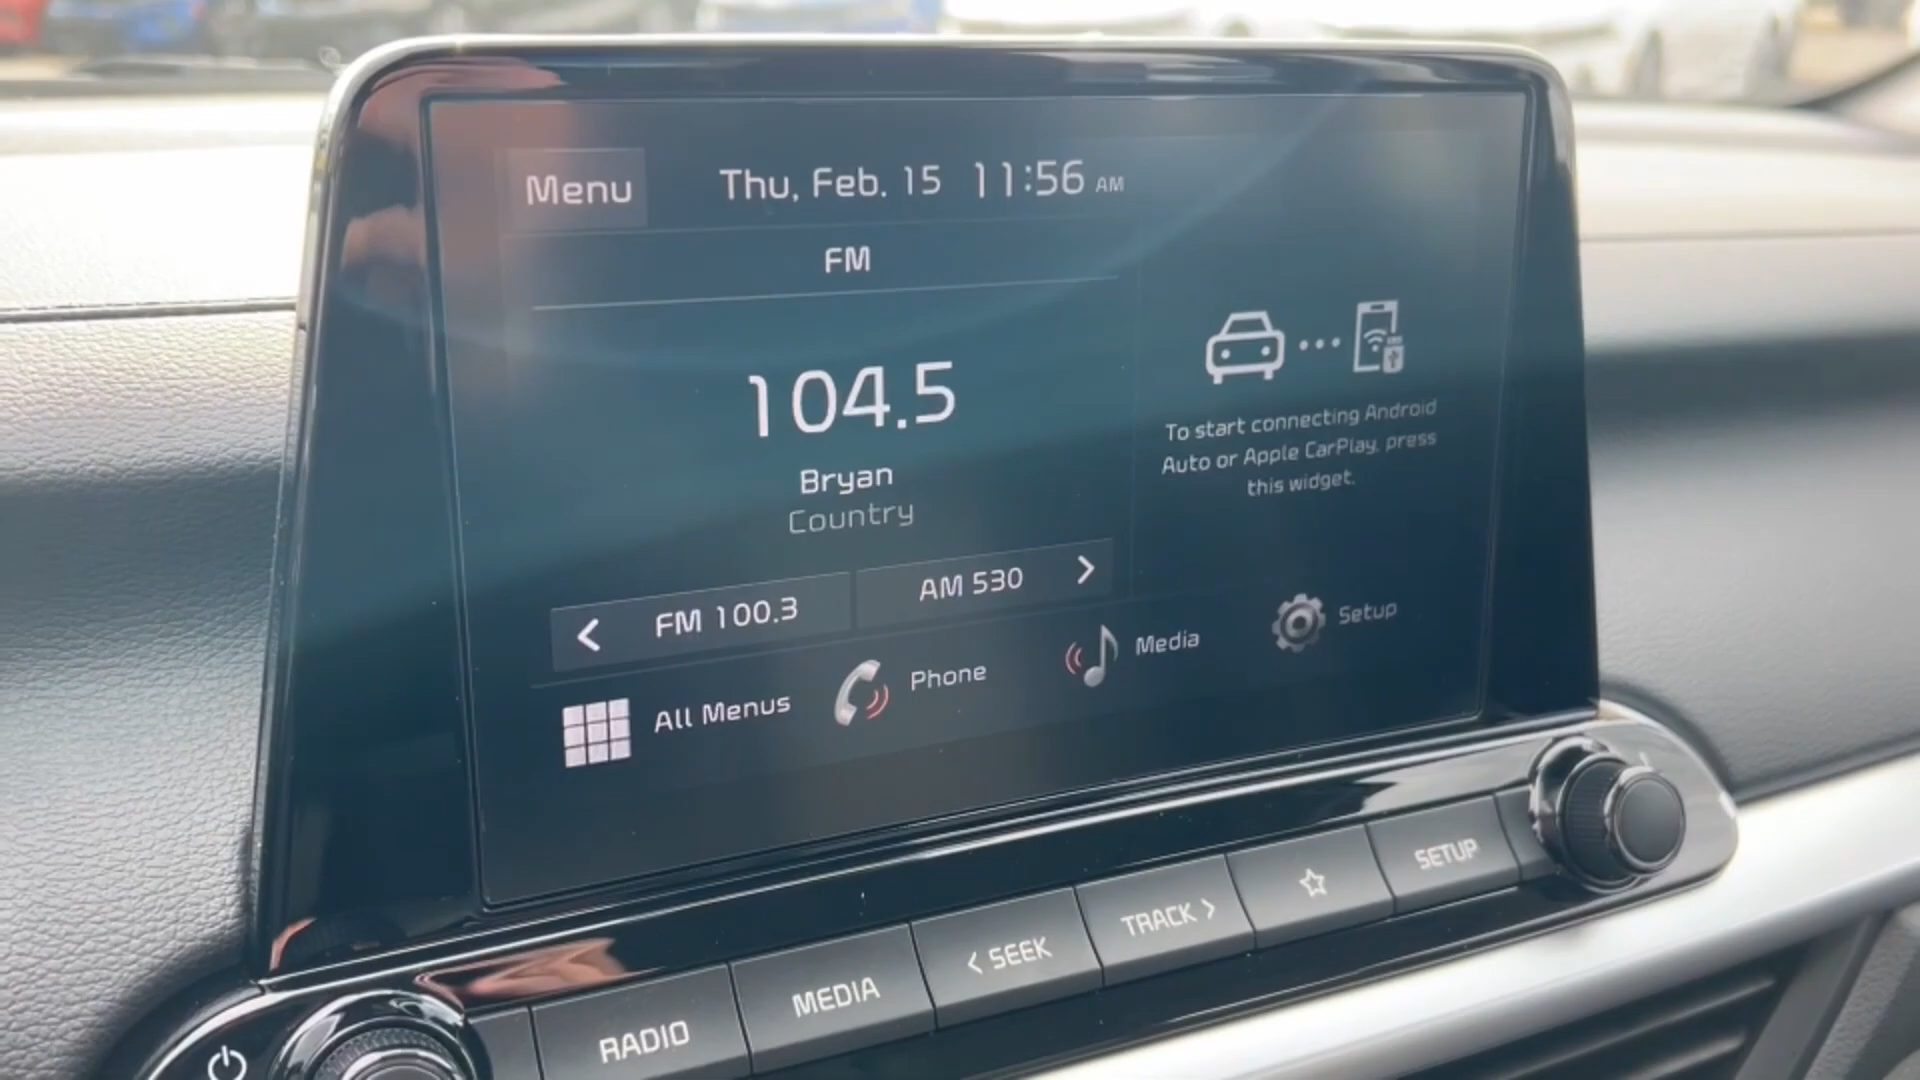 Menu
Thu, Feb. 15 11:56 AM
FM
104.5
Bryan
Country
To start connecting Android
Auto or Apple CarPlay, press
this widget.
< FM 100.3
AM 530 >
All Menus
Phone
Media
Setup
RADIO
MEDIA
< SEEK
TRACK >
SETUP